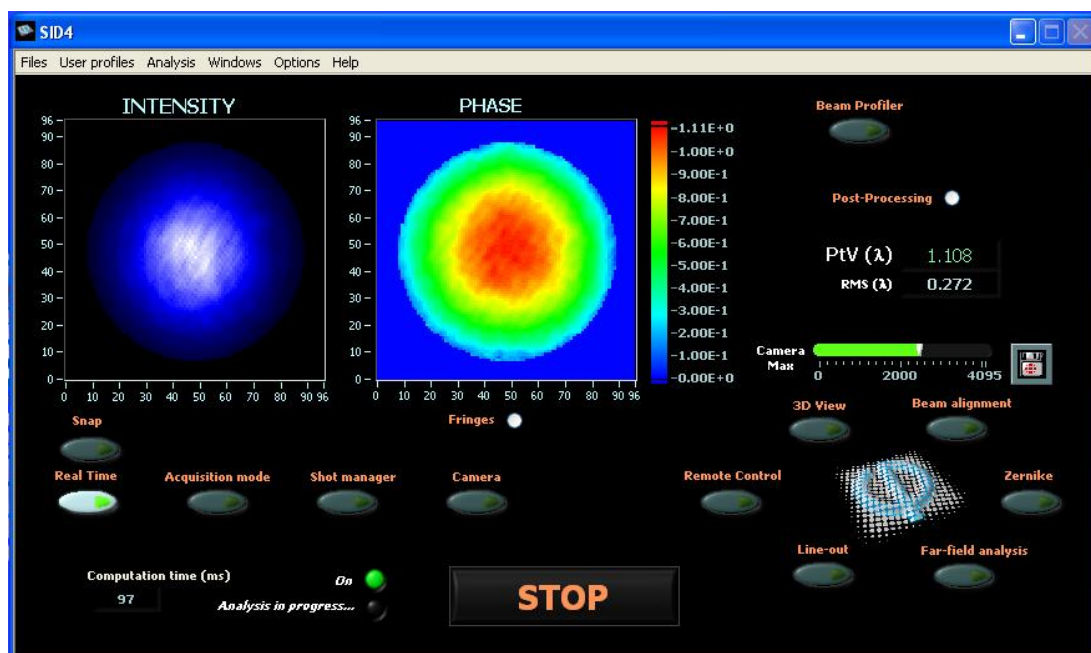 SID4
Files User profiles Analysis Windows Options Help
INTENSITY
96
90
80
70
60
50
40
30
20
10
0
0 10 20 30 40 50 60 70 80 90 96
PHASE
96
90
80
70
60
50
40
30
20
10
0
0 10 20 30 40 50 60 70 80 90 96
-1.11E+0
-1.00E+0
-9.00E-1
-8.00E-1
-7.00E-1
-6.00E-1
-5.00E-1
-4.00E-1
-3.00E-1
-2.00E-1
-1.00E-1
-0.00E+0
Beam Profiler
Post-Processing
PtV (λ) 1.108
RMS (λ) 0.272
Camera Max
0 2000 4095
Snap
Fringes
3D View
Beam alignment
Real Time
Acquisition mode
Shot manager
Camera
Remote Control
Zernike
Line-out
Far-field analysis
Computation time (ms)
97
On
Analysis in progress...
STOP